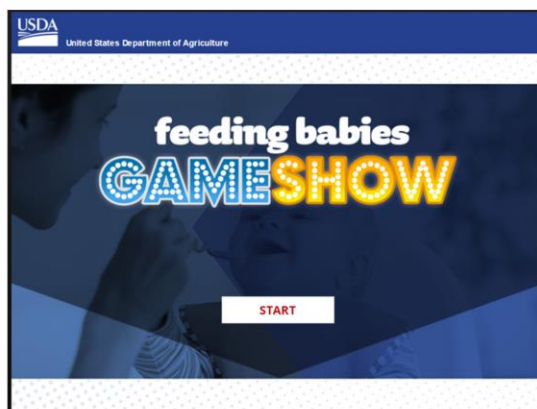 USDA
United States Department of Agriculture
feeding babies
GAMESHOW
START